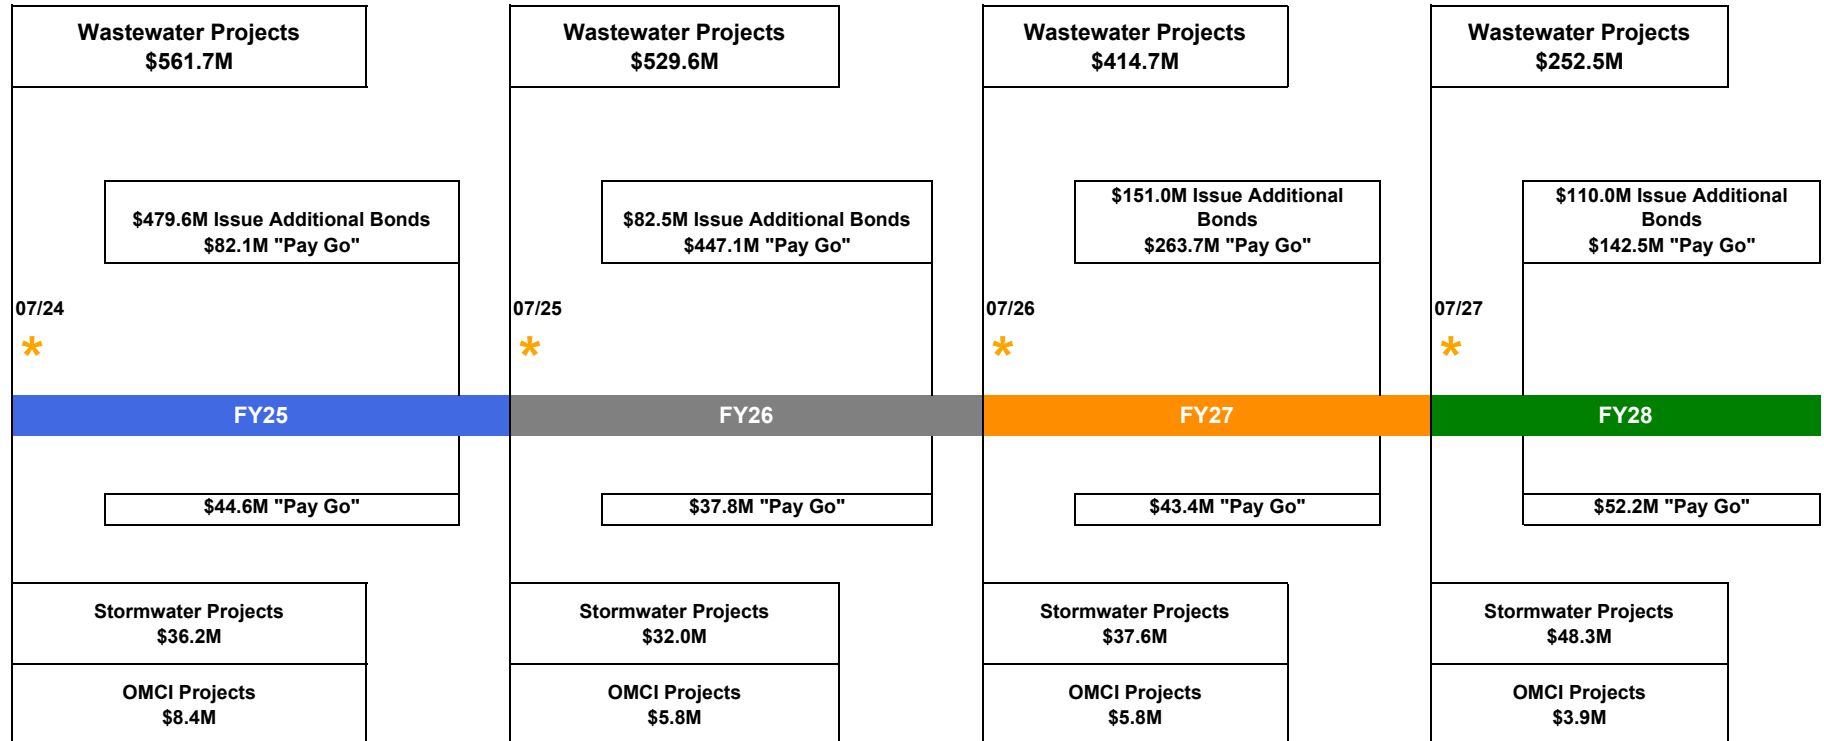 Wastewater Projects
$561.7M
Wastewater Projects
$529.6M
Wastewater Projects
$414.7M
Wastewater Projects
$252.5M
$479.6M Issue Additional Bonds
$82.1M "Pay Go"
$82.5M Issue Additional Bonds
$447.1M "Pay Go"
$151.0M Issue Additional
Bonds
$263.7M "Pay Go"
$110.0M Issue Additional
Bonds
$142.5M "Pay Go"
07/24
*
07/25
*
07/26
*
07/27
*
FY25
FY26
FY27
FY28
$44.6M "Pay Go"
$37.8M "Pay Go"
$43.4M "Pay Go"
$52.2M "Pay Go"
Stormwater Projects
$36.2M
Stormwater Projects
$32.0M
Stormwater Projects
$37.6M
Stormwater Projects
$48.3M
OMCI Projects
$8.4M
OMCI Projects
$5.8M
OMCI Projects
$5.8M
OMCI Projects
$3.9M